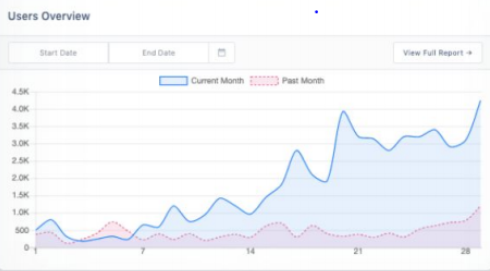 Users Overview
Start Date End Date View Full Report →
Current Month Past Month
4.5K
4.0K
3.5K
3.0K
2.5K
2.0K
1.5K
1.0K
500
0
1 7 14 21 28